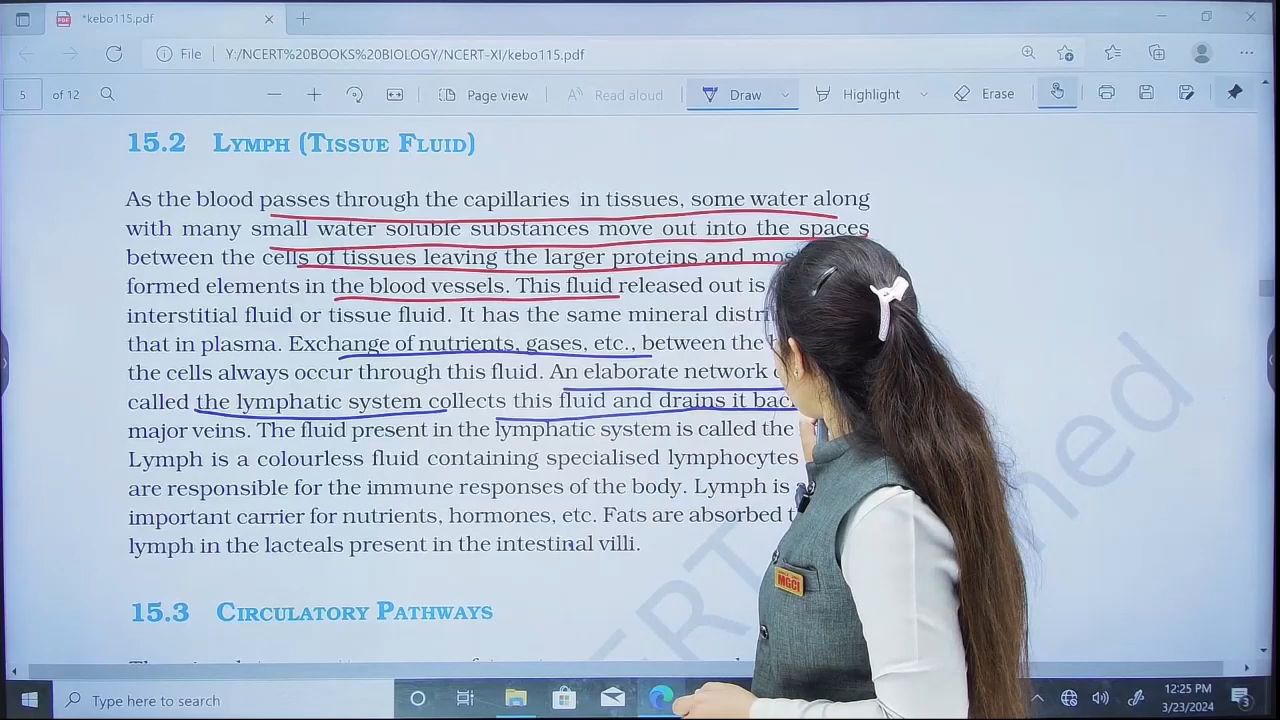 *kebo115.pdf
File
Y:/NCERT%20BOOKS%20BIOLOGY/NCERT-XI/kebo115.pdf
5 of 12
Page view
Read aloud
Draw
Highlight
Erase
15.2 LYMPH (TISSUE FLUID)
As the blood passes through the capillaries in tissues, some water along
with many small water soluble substances move out into the spaces
between the cells of tissues leaving the larger proteins and most
formed elements in the blood vessels. This fluid released out is
interstitial fluid or tissue fluid. It has the same mineral
that in plasma. Exchange of nutrients, gases, etc., between the
the cells always occur through this fluid. An elaborate network
called the lymphatic system collects this fluid and drains it back
major veins. The fluid present in the lymphatic system is called the
Lymph is a colourless fluid containing specialised lymphocytes
are responsible for the immune responses of the body. Lymph is
important carrier for nutrients, hormones, etc. Fats are absorbed
lymph in the lacteals present in the intestinal villi.
15.3 CIRCULATORY PATHWAYS
MGCI
Type here to search
12:25 PM
3/23/2024
3